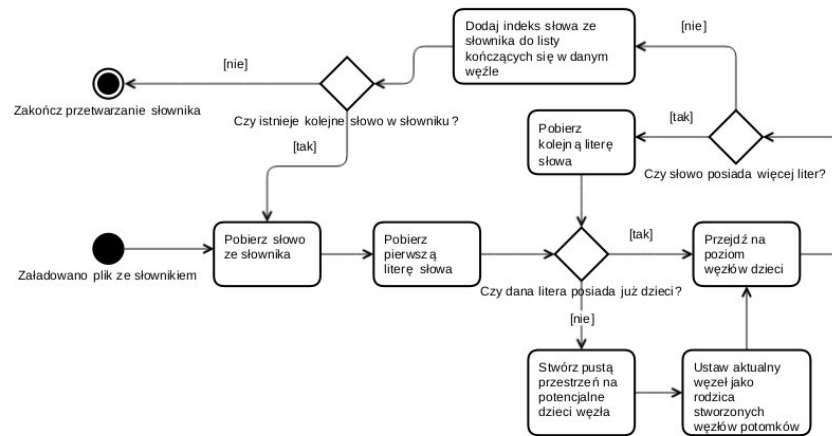 Dodaj indeks słowa ze
słownika do listy
kończących się w danym
węźle
[nie]
[nie]
Zakończ przetwarzanie słownika
Czy istnieje kolejne słowo w słowniku ?
[tak]
Pobierz
kolejną literę
słowa
[tak]
Czy słowo posiada więcej liter?
Załadowano plik ze słownikiem
Pobierz słowo
ze słownika
Pobierz
pierwszą
literę słowa
[tak]
Czy dana litera posiada już dzieci?
[nie]
Przejdź na
poziom
węzłów dzieci
Stwórz pustą
przestrzeń na
potencjalne
dzieci węzła
Ustaw aktualny
węzeł jako
rodzica
stworzonych
węzłów potomków